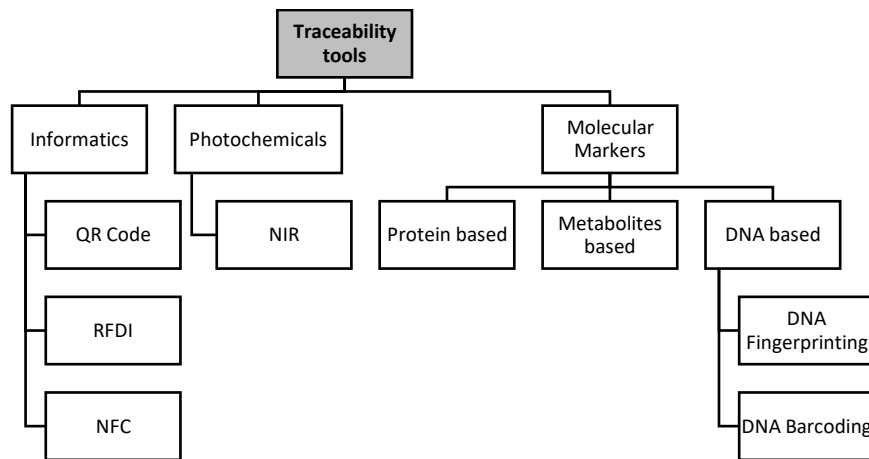 Traceability
tools
Informatics
Photochemicals
Molecular
Markers
QR Code
NIR
Protein based
Metabolites
based
DNA based
RFDI
DNA
Fingerprinting
NFC
DNA Barcoding